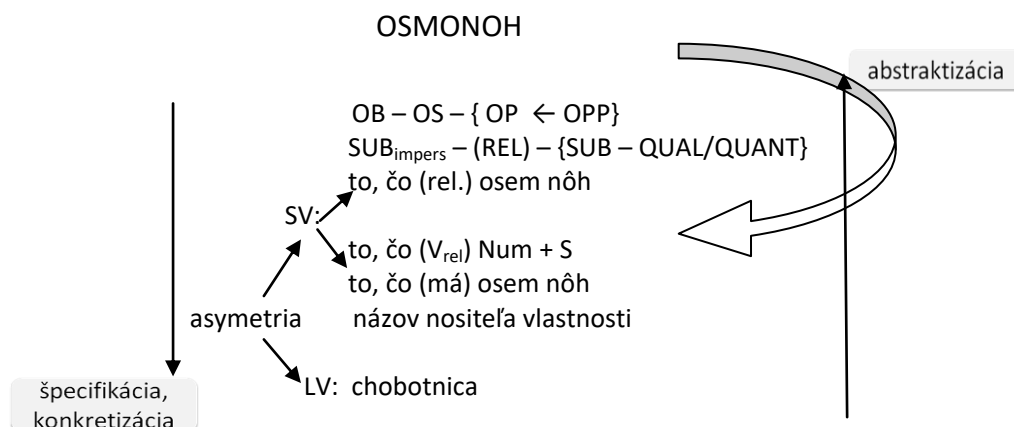 OSMONOH
abstraktizácia
OB – OS – { OP ← OPP}
SUBimpers – (REL) – {SUB – QUAL/QUANT}
to, čo (rel.) osem nôh
SV:
to, čo (Vrel) Num + S
to, čo (má) osem nôh
asymetria názov nositeľa vlastnosti
LV: chobotnica
špecifikácia,
konkretizácia